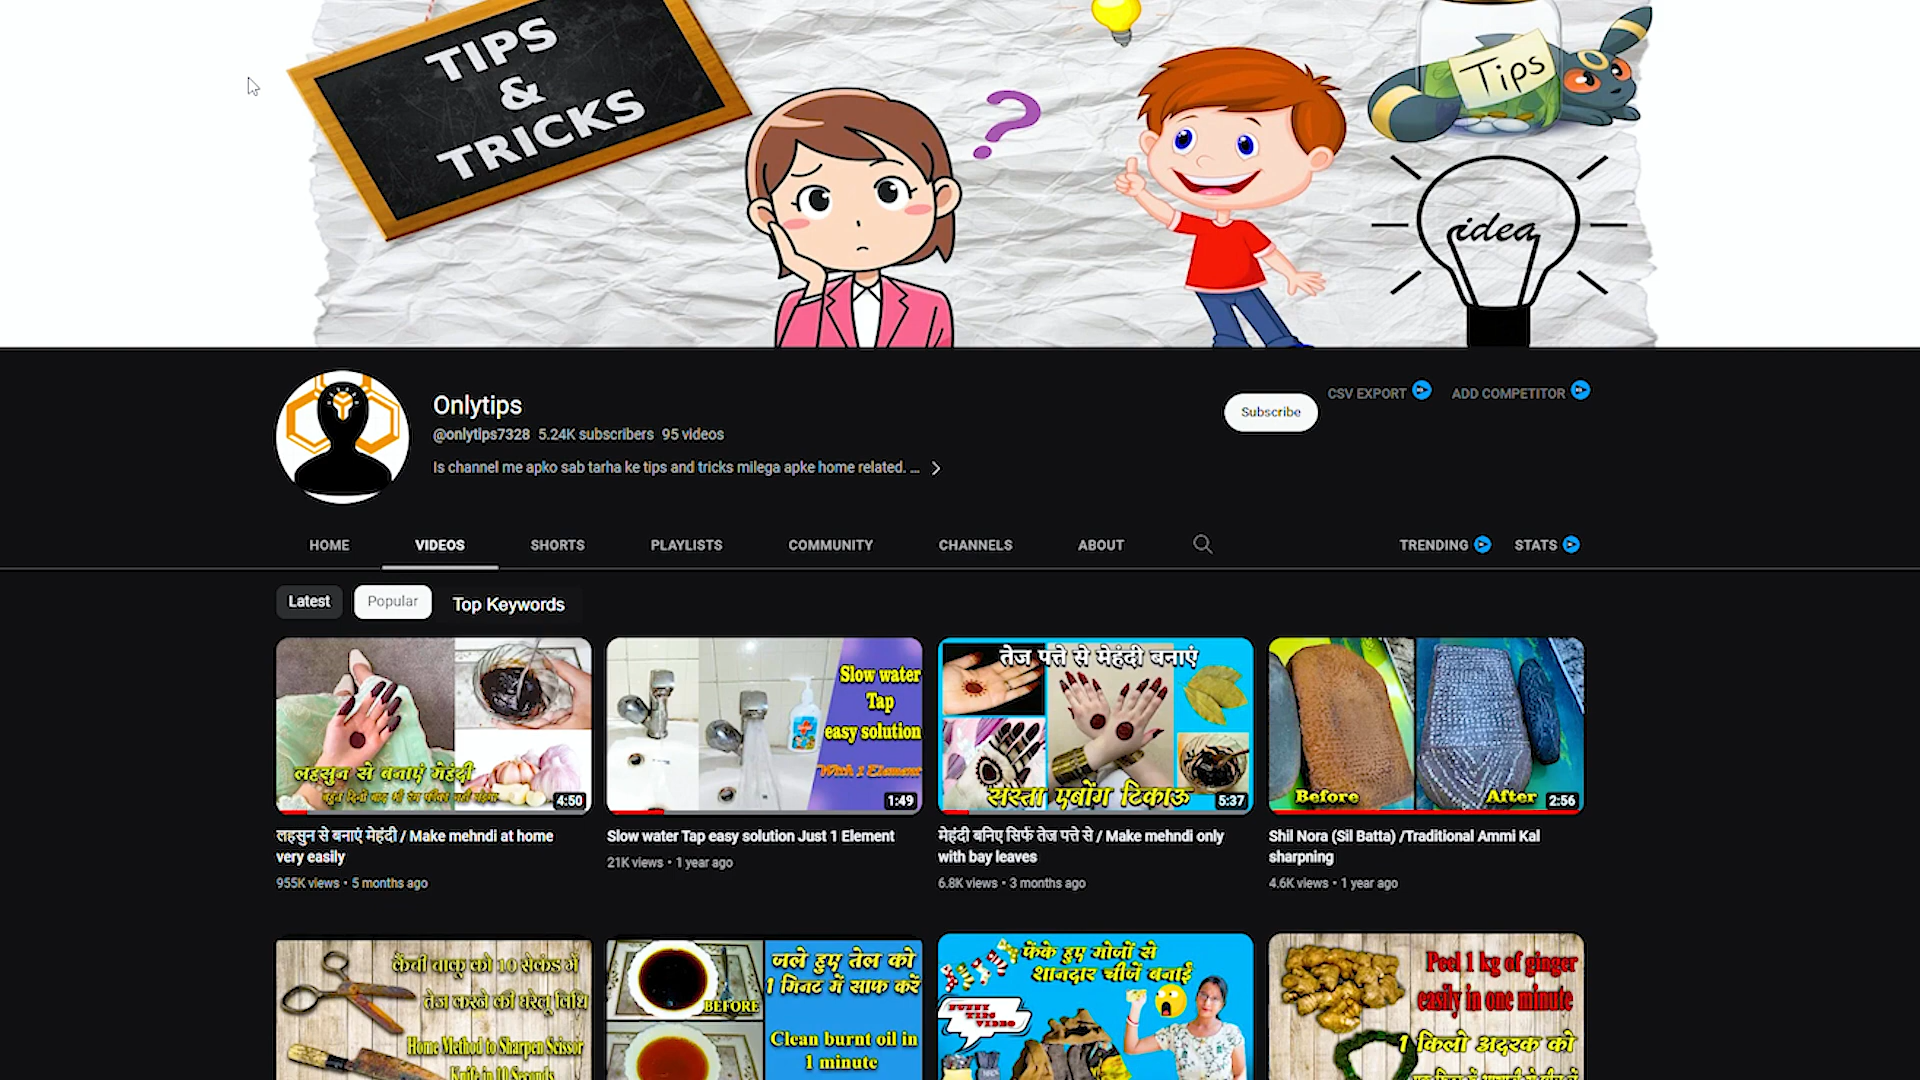 TIPS
&
TRICKS
?
Tips
idea
Onlytips
@onlytips7328 5.24K subscribers 95 videos
Is channel me apko sab tarha ke tips and tricks milega apke home related. ...
Subscribe
CSV EXPORT
ADD COMPETITOR
HOME
VIDEOS
SHORTS
PLAYLISTS
COMMUNITY
CHANNELS
ABOUT
TRENDING
STATS
Latest
Popular
Top Keywords
लहसुन से बनाएं मेहंदी
4:50
Slow water
Tap
easy solution
With 1 Element
1:49
तेज पत्ते से मेहंदी बनाएं
सस्ता एबोंग टिकाऊ
5:37
Before
After
2:56
लहसुन से बनाएं मेहंदी / Make mehndi at home
very easily
955K views • 5 months ago
Slow water Tap easy solution Just 1 Element
21K views • 1 year ago
मेहंदी बनिए सिर्फ तेज पत्ते से / Make mehndi only
with bay leaves
6.8K views • 3 months ago
Shil Nora (Sil Batta) /Traditional Ammi Kal
sharpning
4.6K views • 1 year ago
कैंची चाकू को 10 सेकंड में
तेज करने की घरेलू विधि
Home Method to Sharpen Scissor
Knife in 10 Seconds
BEFORE
जले हुए तेल को
1 मिनट में साफ करें
Clean burnt oil in
1 minute
फेंके हुए मोजों से
शानदार चीजें बनाई
FUNNY
TIPS
VIDEO
Peel 1 kg of ginger
easily in one minute
1 किलो अदरक को